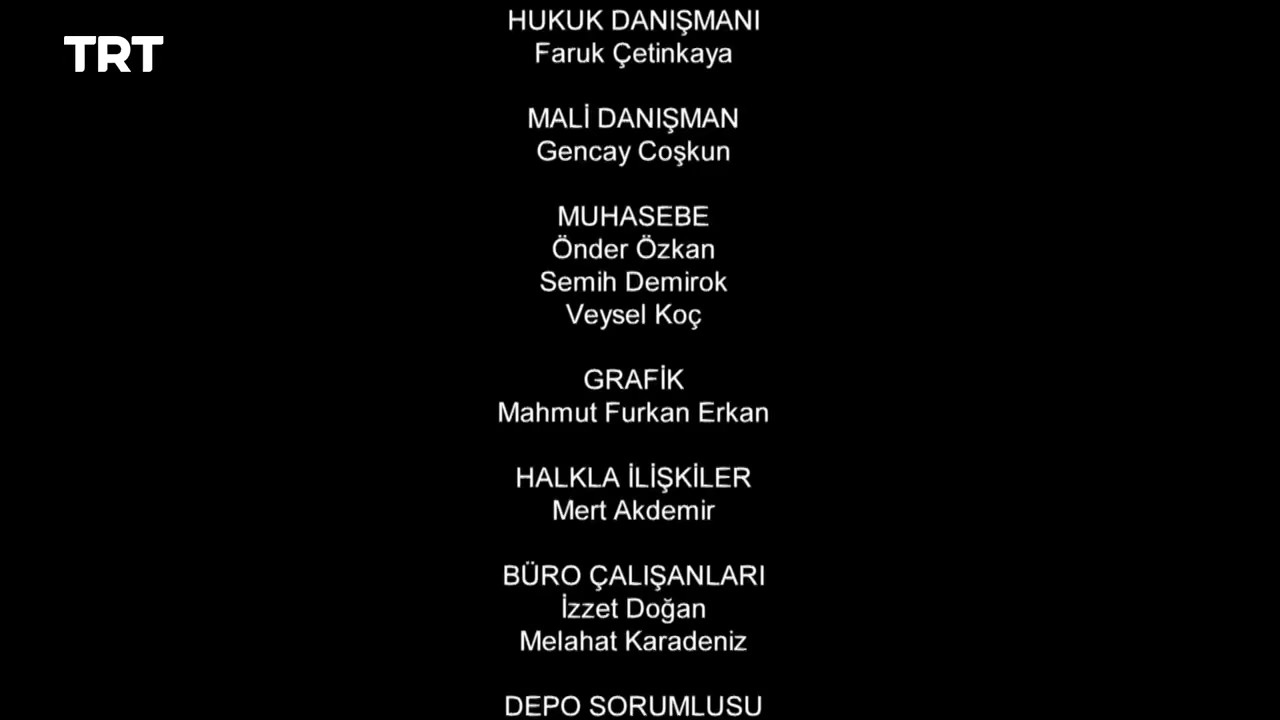 TRT
HUKUK DANIŞMANI
Faruk Çetinkaya
MALİ DANIŞMAN
Gencay Coşkun
MUHASEBE
Önder Özkan
Semih Demirok
Veysel Koç
GRAFİK
Mahmut Furkan Erkan
HALKLA İLİŞKİLER
Mert Akdemir
BÜRO ÇALIŞANLARI
İzzet Doğan
Melahat Karadeniz
DEPO SORUMLUSU